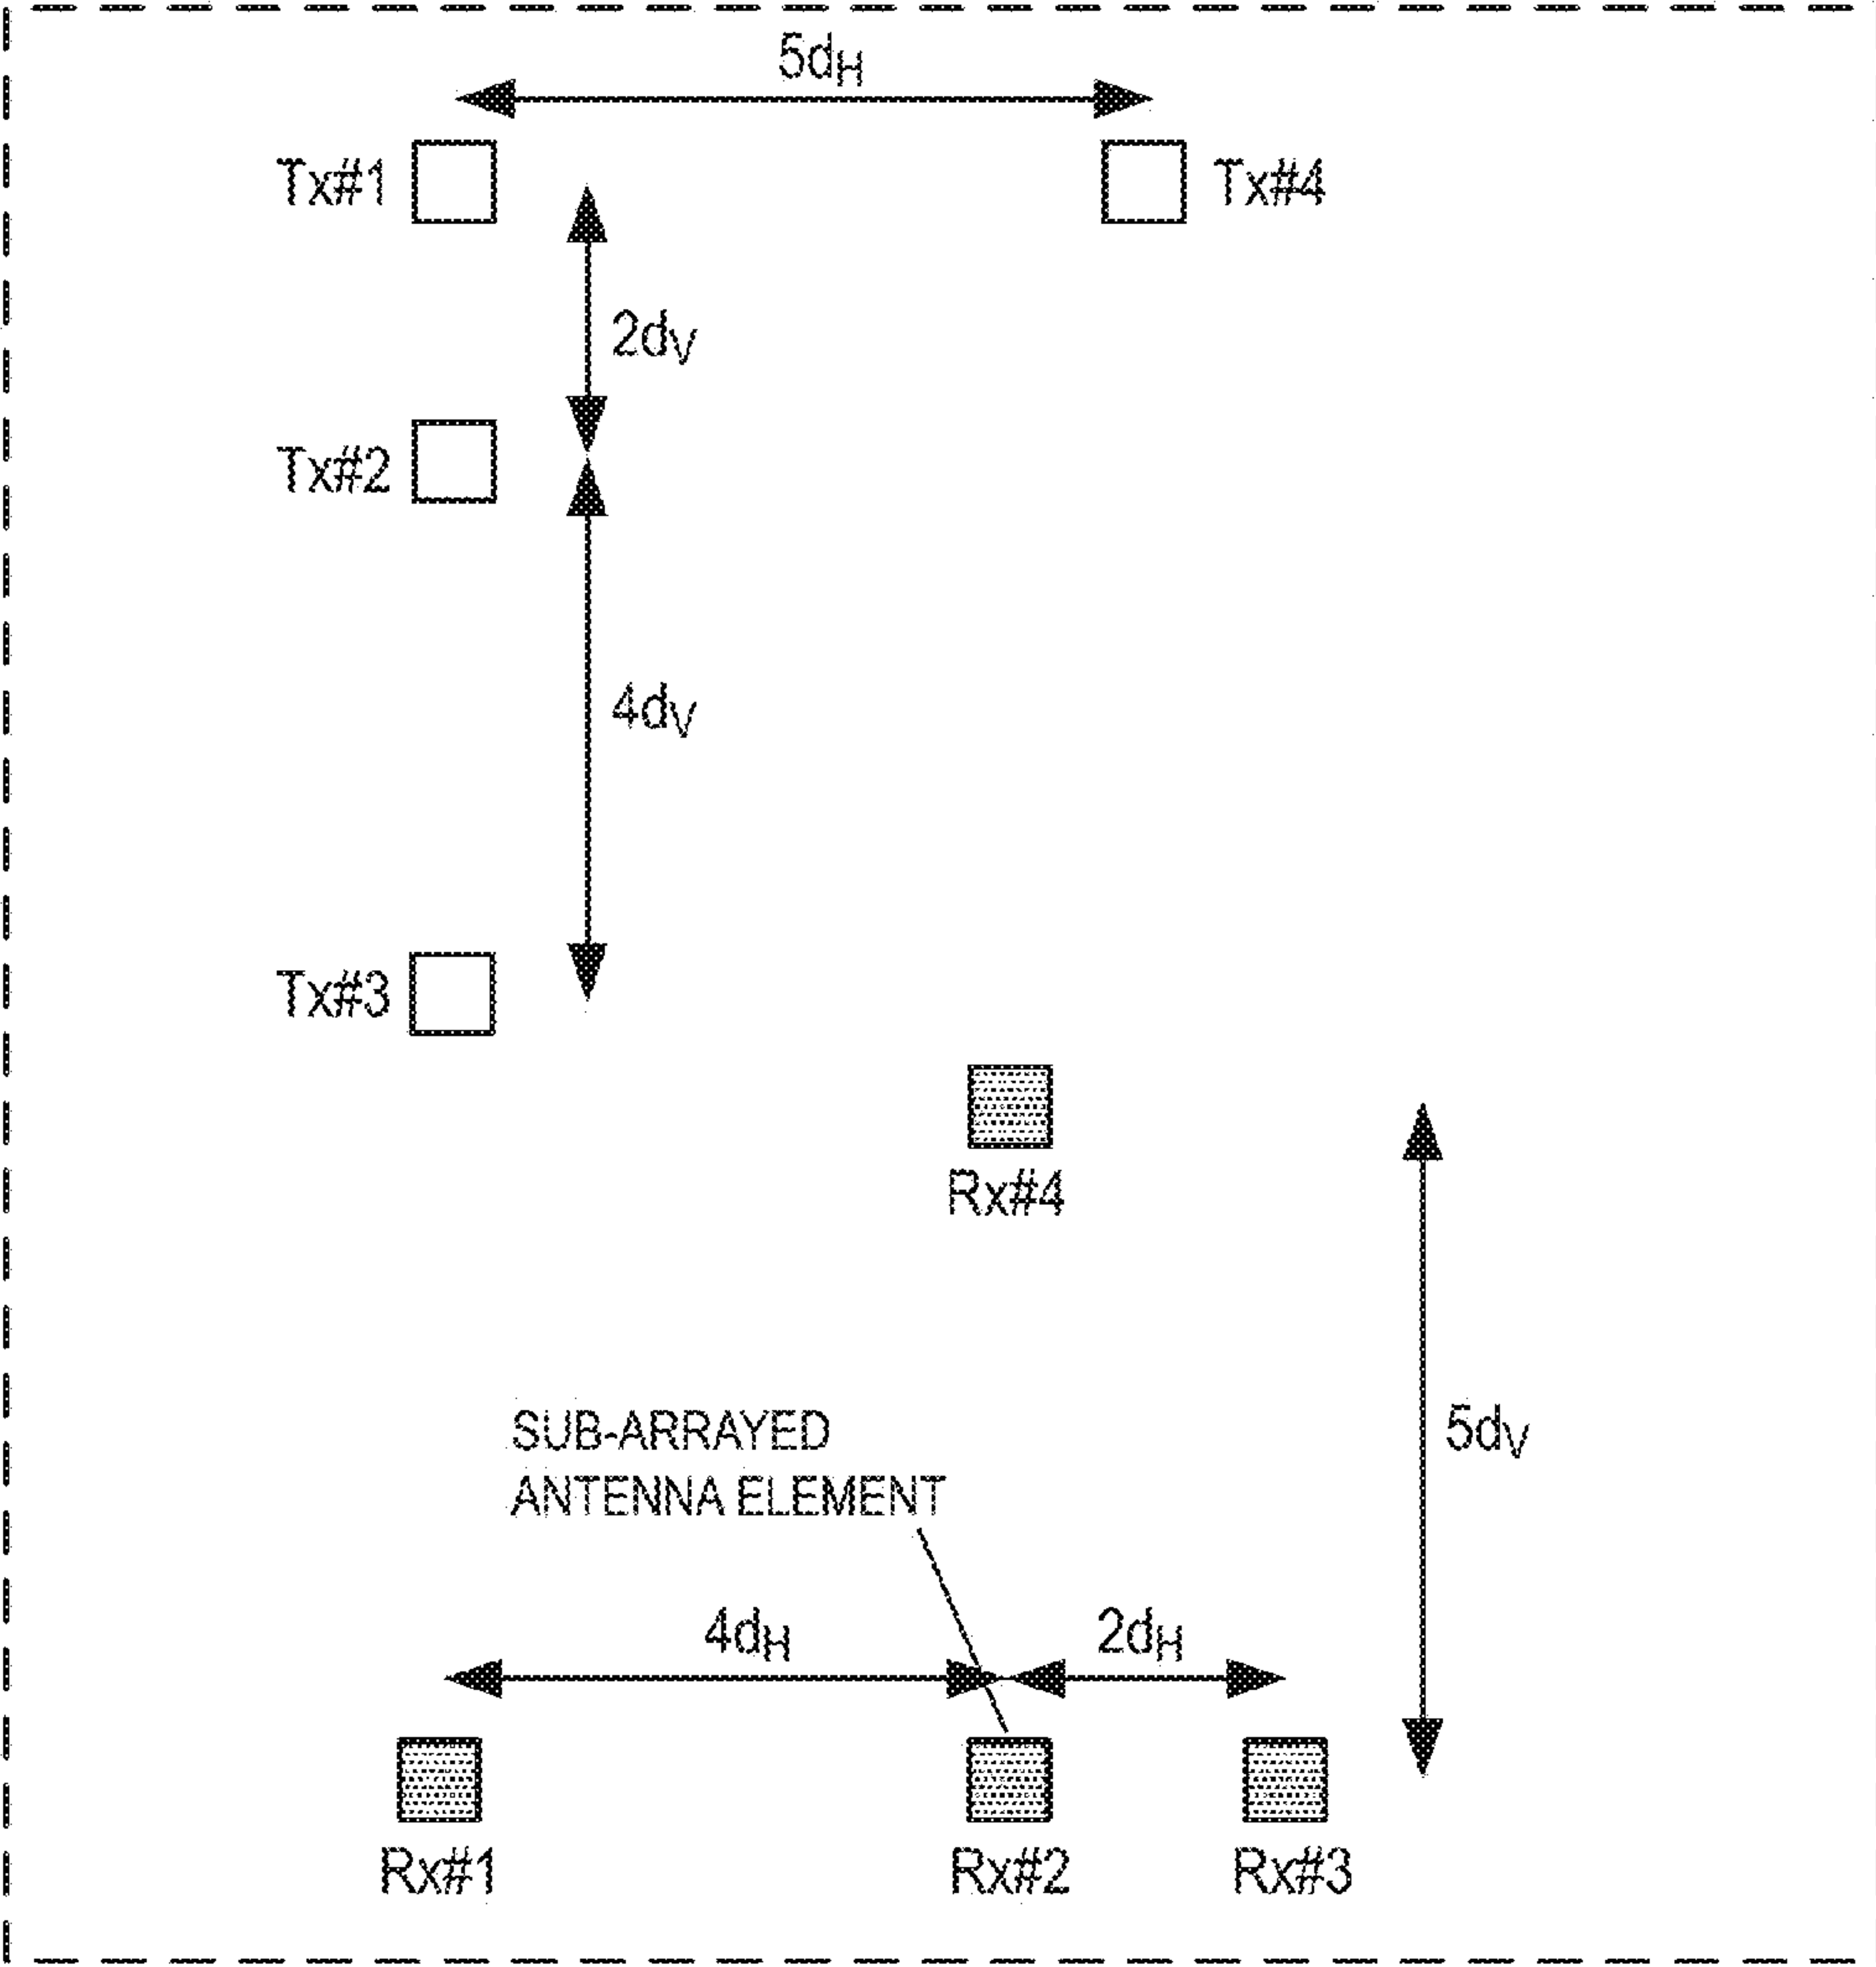 5dH
Tx#1
Tx#4
2dV
Tx#2
4dV
Tx#3
Rx#4
SUB-ARRAYED
ANTENNA ELEMENT
5dV
4dH
2dH
Rx#1
Rx#2
Rx#3